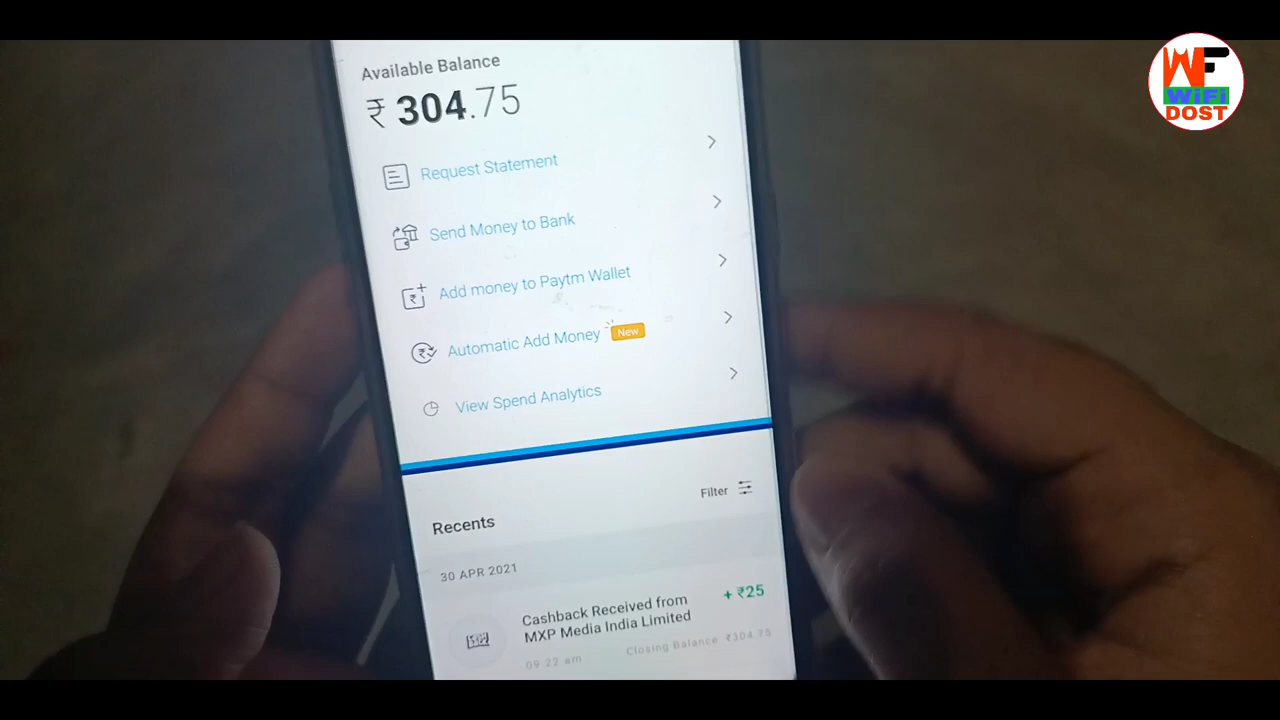 WF
WiFi
DOST
Available Balance
₹ 304.75
Request Statement
Send Money to Bank
Add money to Paytm Wallet
Automatic Add Money New
View Spend Analytics
Filter
Recents
30 APR 2021
Cashback Received from + ₹25
MXP Media India Limited
09:22 am Closing Balance ₹304.75